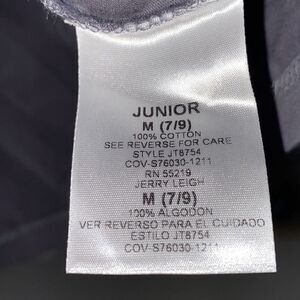 JUNIOR
M (7/9)
100% COTTON
SEE REVERSE FOR CARE
STYLE JT8754
COV-S76030-1211
RN 55219
JERRY LEIGH
M (7/9)
100% ALGODON
VER REVERSO PARA EL CUIDADO
ESTILO JT8754
COV-S76030-1211